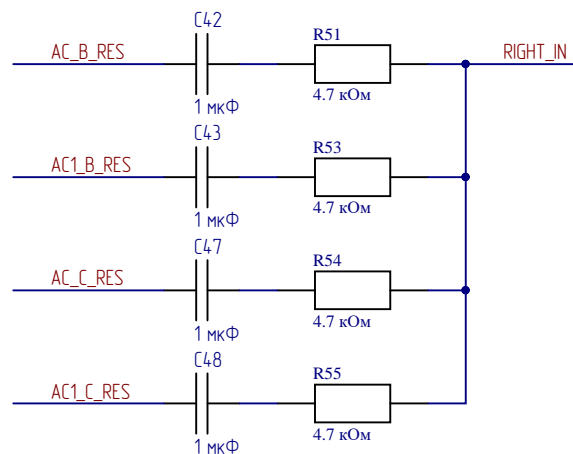 C42
R51
AC_B_RES
RIGHT_IN
1 мкФ
4.7 кОм
C43
R53
AC1_B_RES
1 мкФ
4.7 кОм
C47
R54
AC_C_RES
1 мкФ
4.7 кОм
C48
R55
AC1_C_RES
1 мкФ
4.7 кОм